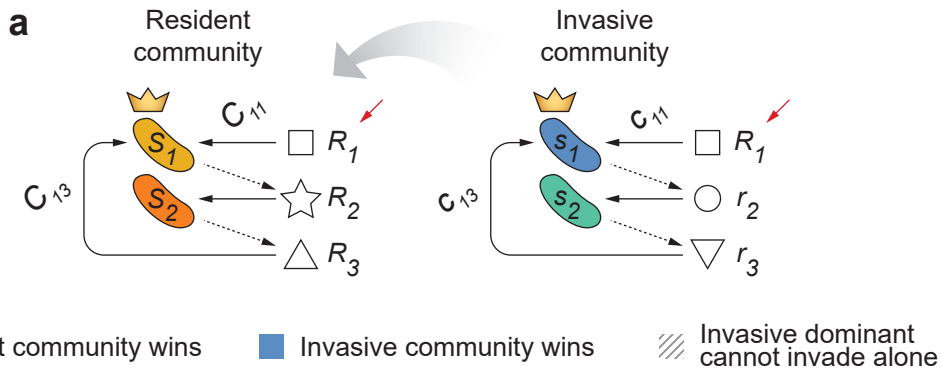 a
Resident
community
Invasive
community
C11
S1
R1
c11
s1
R1
C13
S2
R2
c13
s2
r2
R3
r3
community wins
Invasive community wins
Invasive dominant
cannot invade alone